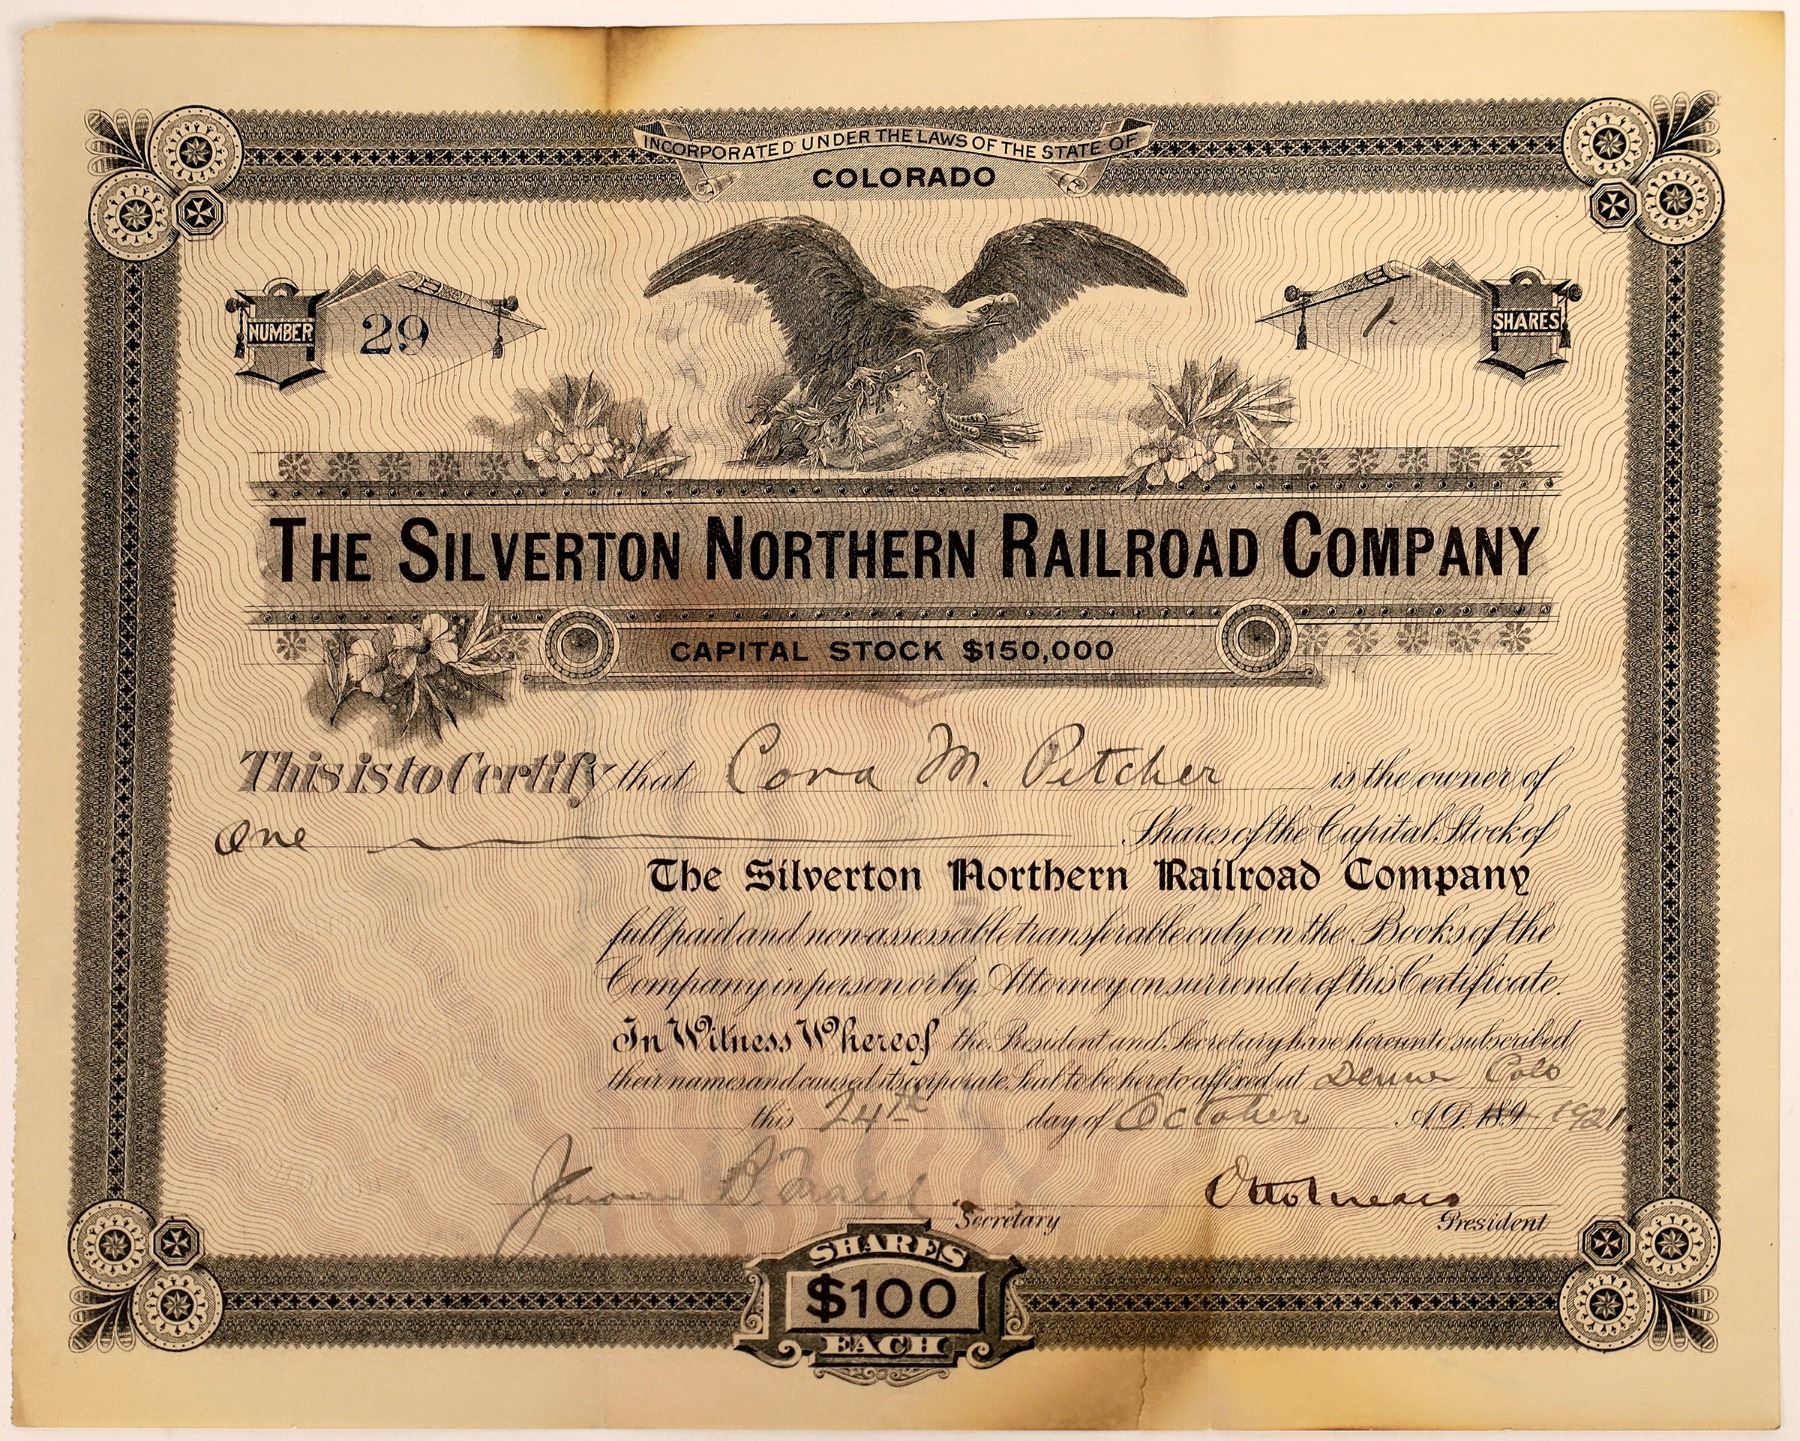 INCORPORATED UNDER THE LAWS OF THE STATE OF
COLORADO
NUMBER 29
1. SHARES
THE SILVERTON NORTHERN RAILROAD COMPANY
CAPITAL STOCK $150,000
This is to Certify that Cora M. Pitcher is the owner of
One Shares of the Capital Stock of
The Silverton Northern Railroad Company
full paid and non-assessable transferable only on the Books of the
Company in person or by Attorney on surrender of this Certificate.
In Witness Whereof the President and Secretary have hereunto subscribed
their names and caused its corporate Seal to be hereto affixed at Denver Colo
this 24th day of October A.D. 189 1921.
Otto Mears
Secretary
President
SHARES
$100
EACH